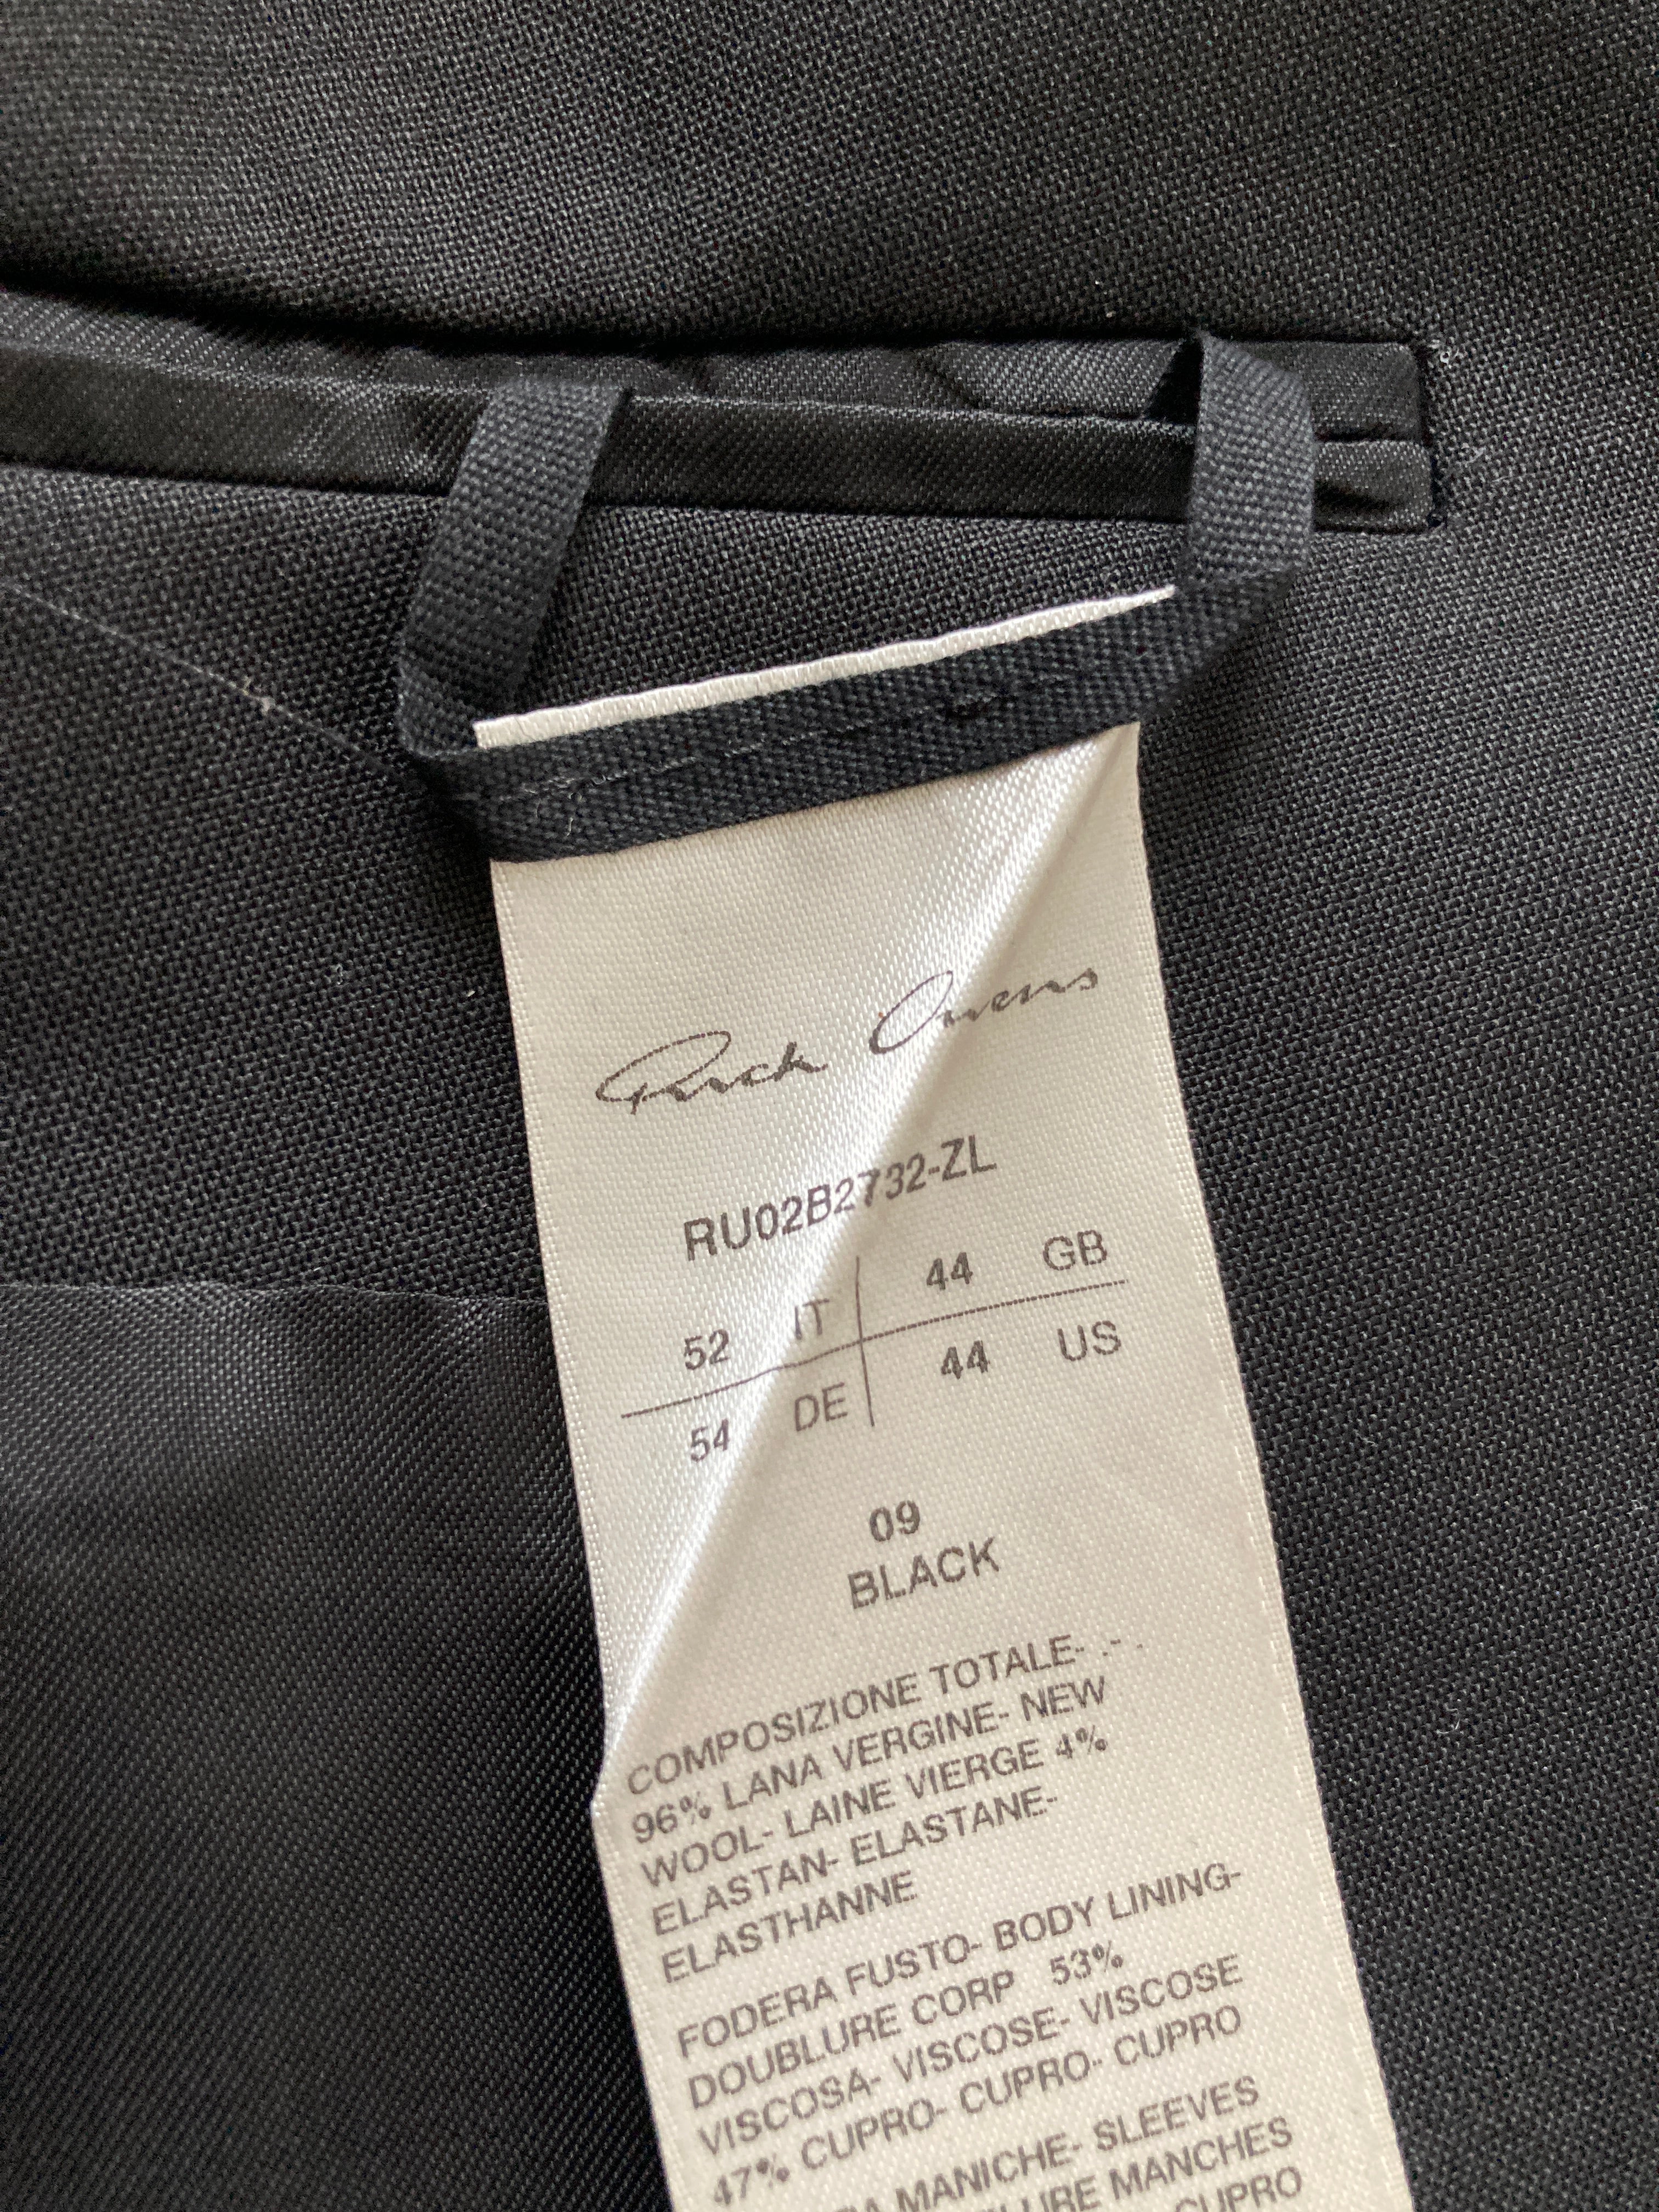 Rick Owens
RU02B2732-ZL
52 IT 44 GB
54 DE 44 US
09
BLACK
COMPOSIZIONE TOTALE- .- .
96% LANA VERGINE- NEW
WOOL- LAINE VIERGE 4%
ELASTAN- ELASTANE-
ELASTHANNE
FODERA FUSTO- BODY LINING-
DOUBLURE CORP 53%
VISCOSA- VISCOSE- VISCOSE
47% CUPRO- CUPRO- CUPRO
MANICHE- SLEEVES
MANCHES
CUPRO